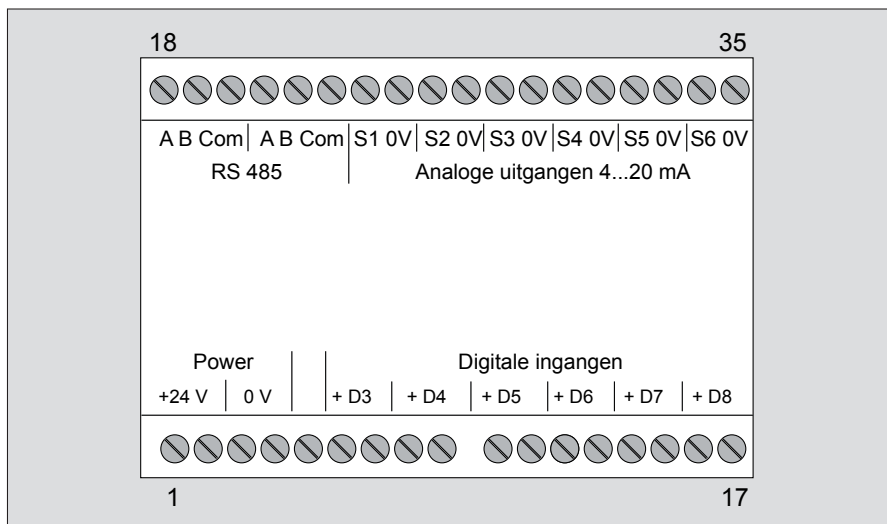 18 35
A B Com A B Com S1 0V S2 0V S3 0V S4 0V S5 0V S6 0V
RS 485 Analoge uitgangen 4...20 mA
Power Digitale ingangen
+24 V 0 V + D3 + D4 + D5 + D6 + D7 + D8
1 17